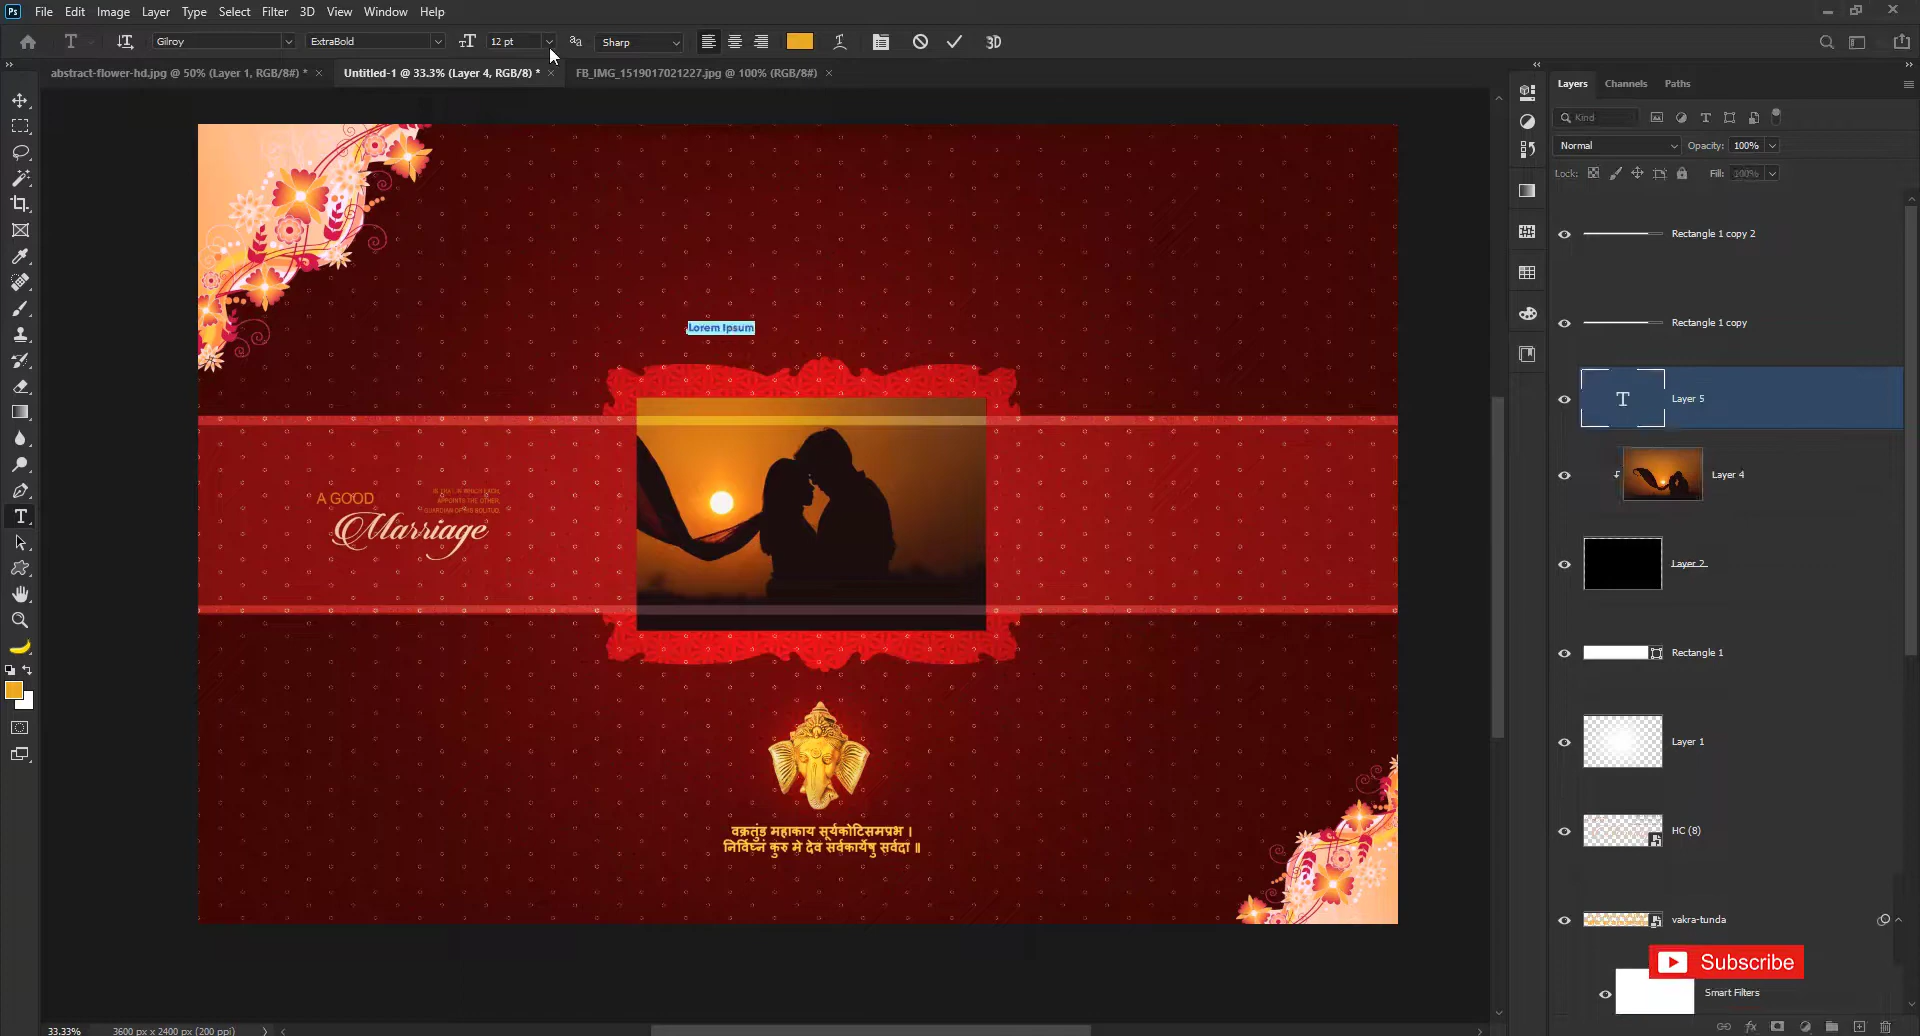 File Edit Image Layer Type Select Filter 3D View Window Help
Gilroy ExtraBold 12 pt Sharp 3D
abstract-flower-hd.jpg @ 50% (Layer 1, RGB/8#) * × Untitled-1 @ 33.3% (Layer 4, RGB/8) * × FB_IMG_1519017021227.jpg @ 100% (RGB/8#) ×
Layers Channels Paths
Kind
Normal Opacity: 100%
Lock: Fill: 100%
Rectangle 1 copy 2
Rectangle 1 copy
Layer 5
Layer 4
Layer 2
Rectangle 1
Layer 1
HC (8)
vakra-tunda
Smart Filters
Subscribe
Lorem Ipsum
A GOOD
Marriage
APPOINTS THE OTHER,
वक्रतुंड महाकाय सूर्यकोटिसमप्रभ ।
निर्विघ्नं कुरु मे देव सर्वकार्येषु सर्वदा ॥
33.33% 3600 px x 2400 px (200 ppi)